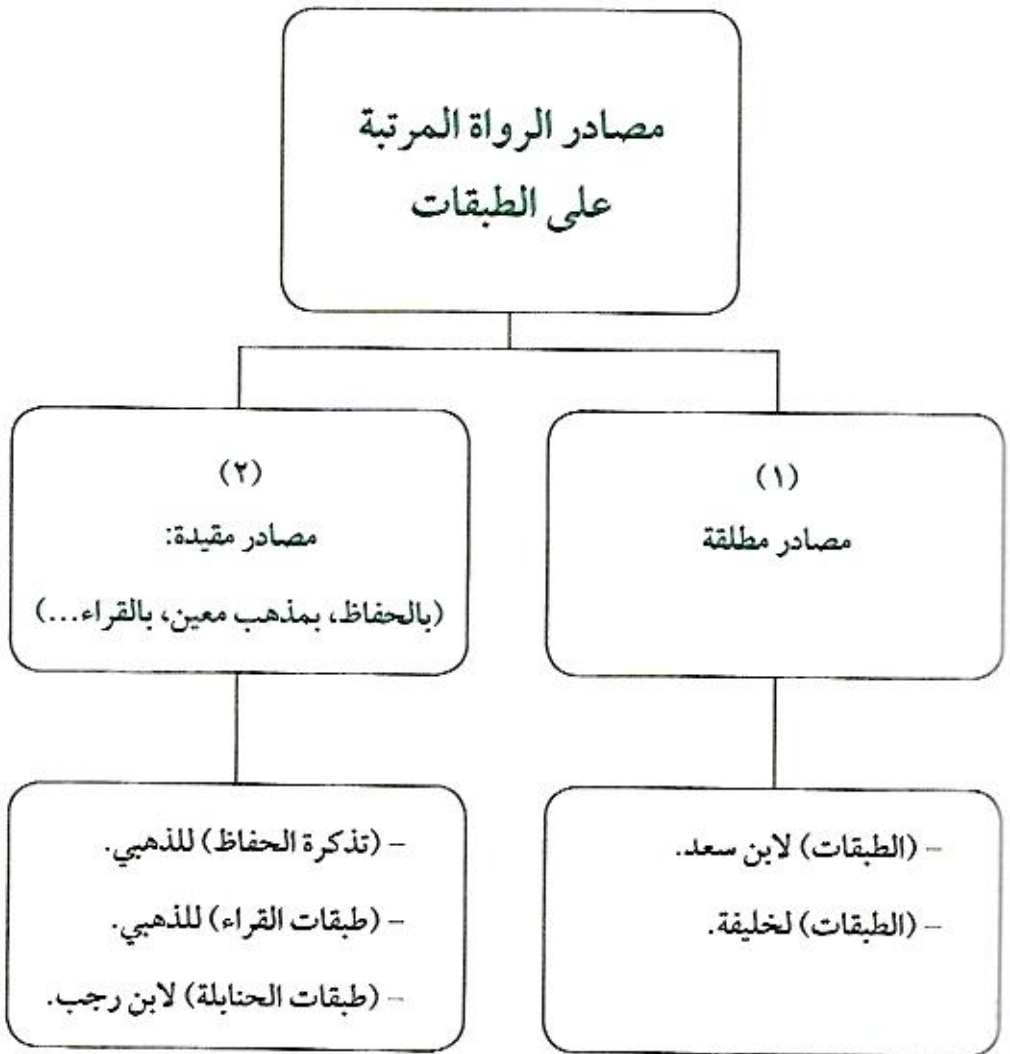 مصادر الرواة المرتبة
على الطبقات
(١)
مصادر مطلقة
(٢)
مصادر مقيدة:
(بالحفاظ، بمذهب معين، بالقراء...)
– (الطبقات) لابن سعد.
– (الطبقات) لخليفة.
– (تذكرة الحفاظ) للذهبي.
– (طبقات القراء) للذهبي.
– (طبقات الحنابلة) لابن رجب.